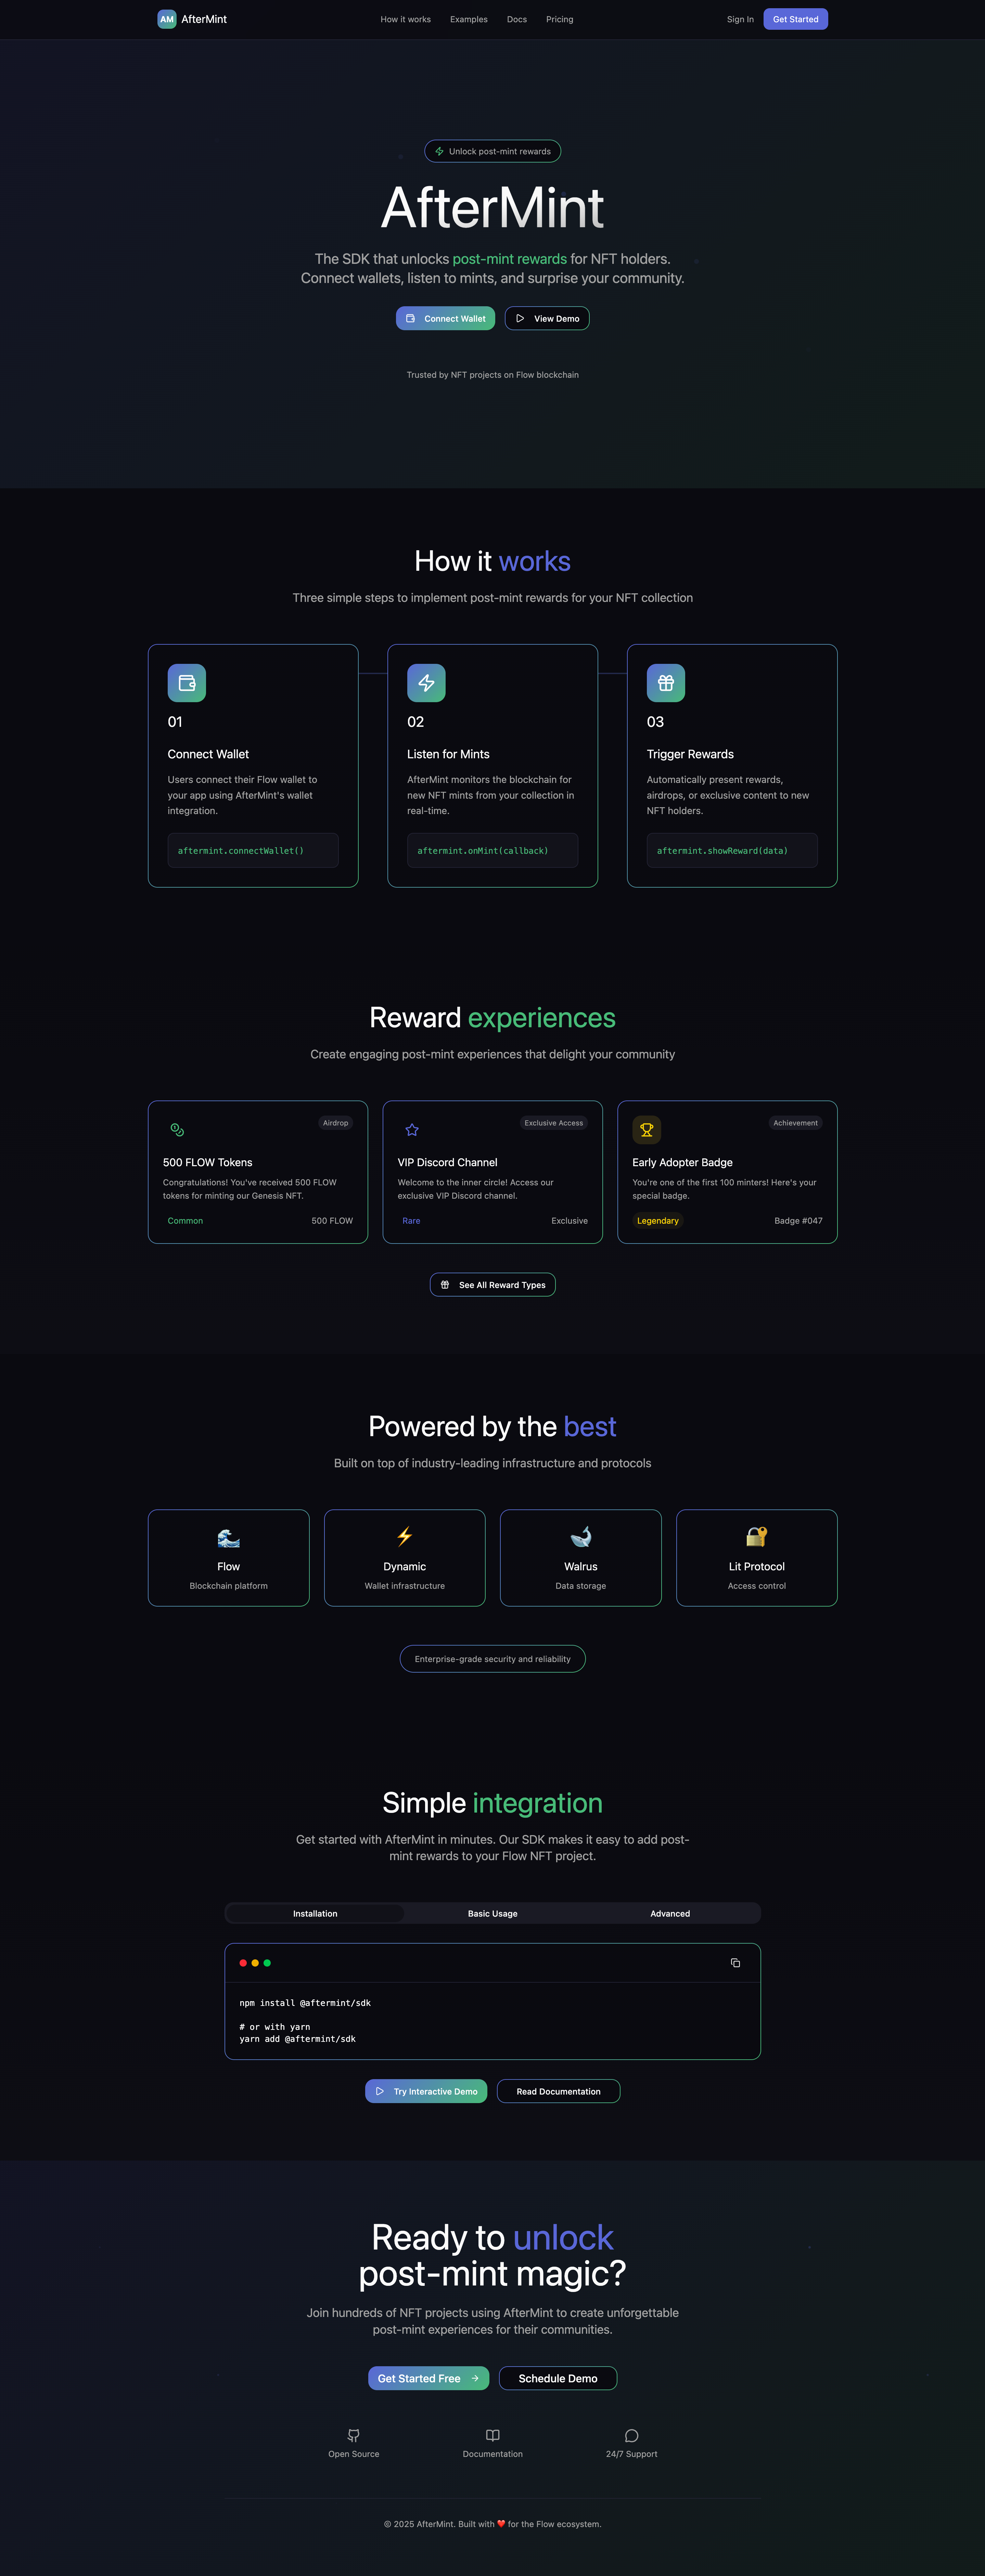 AM AfterMint
How it works
Examples
Docs
Pricing
Sign In
Get Started
Unlock post-mint rewards
AfterMint
The SDK that unlocks post-mint rewards for NFT holders.
Connect wallets, listen to mints, and surprise your community.
Connect Wallet
View Demo
Trusted by NFT projects on Flow blockchain
How it works
Three simple steps to implement post-mint rewards for your NFT collection
01
Connect Wallet
Users connect their Flow wallet to
your app using AfterMint's wallet
integration.
aftermint.connectWallet()
02
Listen for Mints
AfterMint monitors the blockchain for
new NFT mints from your collection in
real-time.
aftermint.onMint(callback)
03
Trigger Rewards
Automatically present rewards,
airdrops, or exclusive content to new
NFT holders.
aftermint.showReward(data)
Reward experiences
Create engaging post-mint experiences that delight your community
Airdrop
500 FLOW Tokens
Congratulations! You've received 500 FLOW
tokens for minting our Genesis NFT.
Common
500 FLOW
Exclusive Access
VIP Discord Channel
Welcome to the inner circle! Access our
exclusive VIP Discord channel.
Rare
Exclusive
Achievement
Early Adopter Badge
You're one of the first 100 minters! Here's your
special badge.
Legendary
Badge #047
See All Reward Types
Powered by the best
Built on top of industry-leading infrastructure and protocols
Flow
Blockchain platform
Dynamic
Wallet infrastructure
Walrus
Data storage
Lit Protocol
Access control
Enterprise-grade security and reliability
Simple integration
Get started with AfterMint in minutes. Our SDK makes it easy to add post-
mint rewards to your Flow NFT project.
Installation
Basic Usage
Advanced
npm install @aftermint/sdk
# or with yarn
yarn add @aftermint/sdk
Try Interactive Demo
Read Documentation
Ready to unlock
post-mint magic?
Join hundreds of NFT projects using AfterMint to create unforgettable
post-mint experiences for their communities.
Get Started Free
Schedule Demo
Open Source
Documentation
24/7 Support
© 2025 AfterMint. Built with ❤️ for the Flow ecosystem.